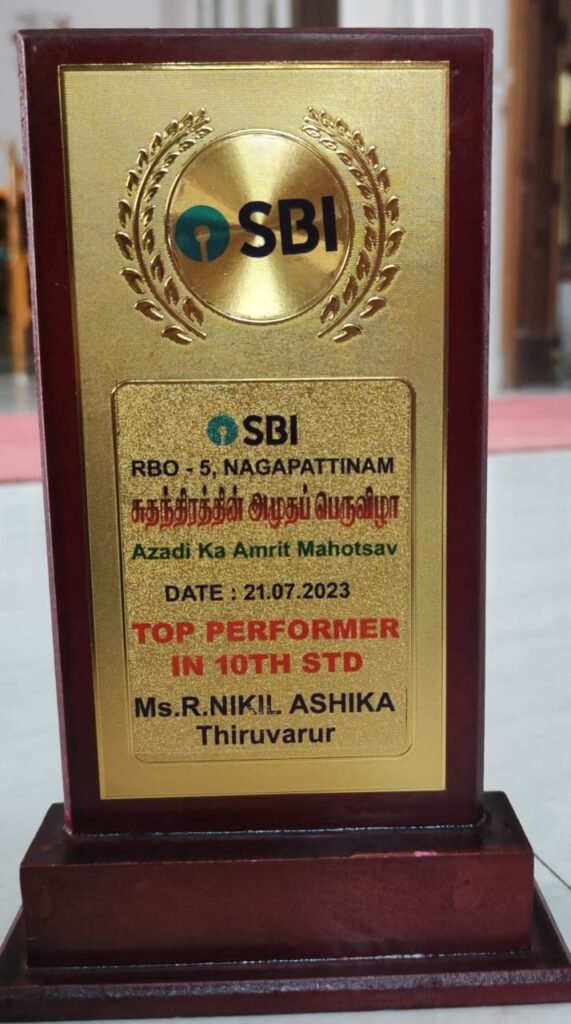 SBI
SBI
RBO - 5, NAGAPATTINAM
சுதந்திரத்தின் அமுதப் பெருவிழா
Azadi Ka Amrit Mahotsav
DATE : 21.07.2023
TOP PERFORMER
IN 10TH STD
Ms.R.NIKIL ASHIKA
Thiruvarur